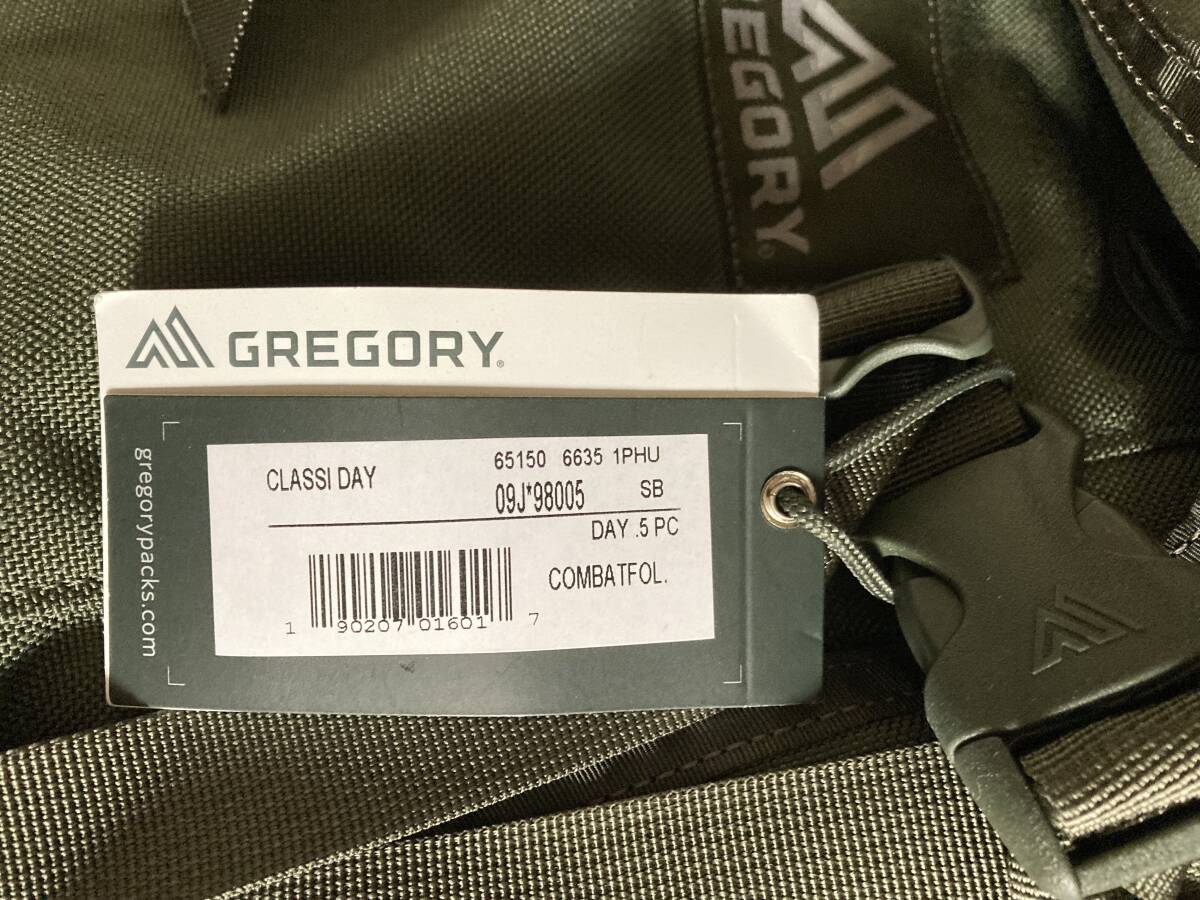 EGORY®
GREGORY®
gregorypacks.com
CLASSI DAY
65150 6635 1PHU
09J*98005 SB
DAY .5 PC
COMBATFOL.
1 90207 01601 7